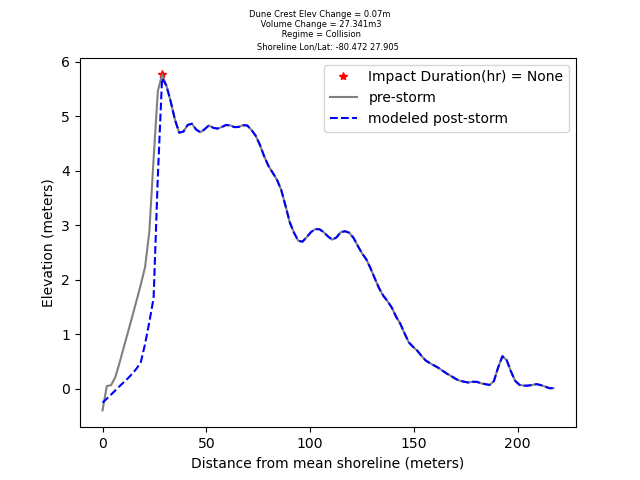 Dune Crest Elev Change = 0.07m
Volume Change = 27.341m3
Regime = Collision
Shoreline Lon/Lat: -80.472 27.905
Impact Duration(hr) = None
pre-storm
modeled post-storm
Elevation (meters)
6
5
4
3
2
1
0
0 50 100 150 200
Distance from mean shoreline (meters)